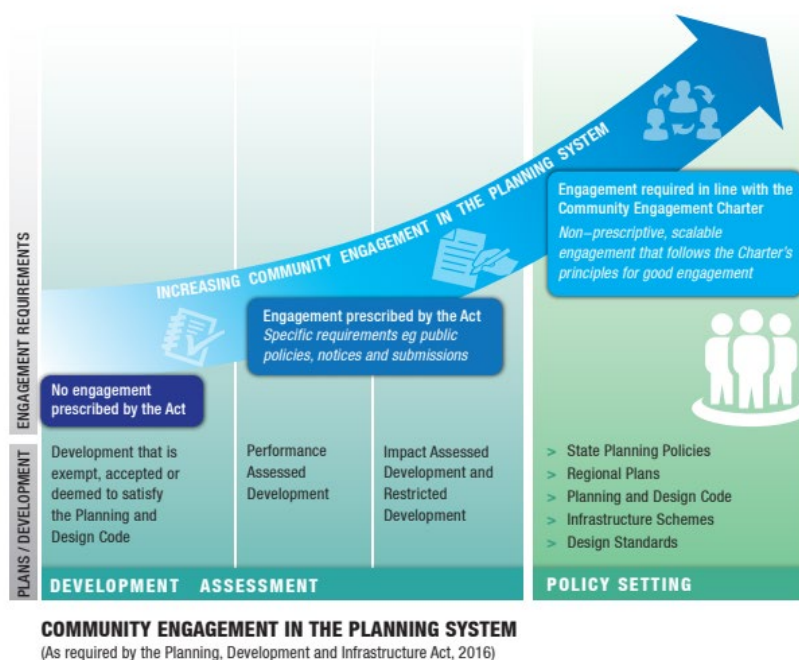 INCREASING COMMUNITY ENGAGEMENT IN THE PLANNING SYSTEM
ENGAGEMENT REQUIREMENTS
No engagement
prescribed by the Act
Engagement prescribed by the Act
Specific requirements eg public
policies, notices and submissions
Engagement required in line with the
Community Engagement Charter
Non–prescriptive, scalable
engagement that follows the Charter's
principles for good engagement
PLANS / DEVELOPMENT
Development that is
exempt, accepted or
deemed to satisfy
the Planning and
Design Code
Performance
Assessed
Development
Impact Assessed
Development and
Restricted
Development
> State Planning Policies
> Regional Plans
> Planning and Design Code
> Infrastructure Schemes
> Design Standards
DEVELOPMENT ASSESSMENT
POLICY SETTING
COMMUNITY ENGAGEMENT IN THE PLANNING SYSTEM
(As required by the Planning, Development and Infrastructure Act, 2016)